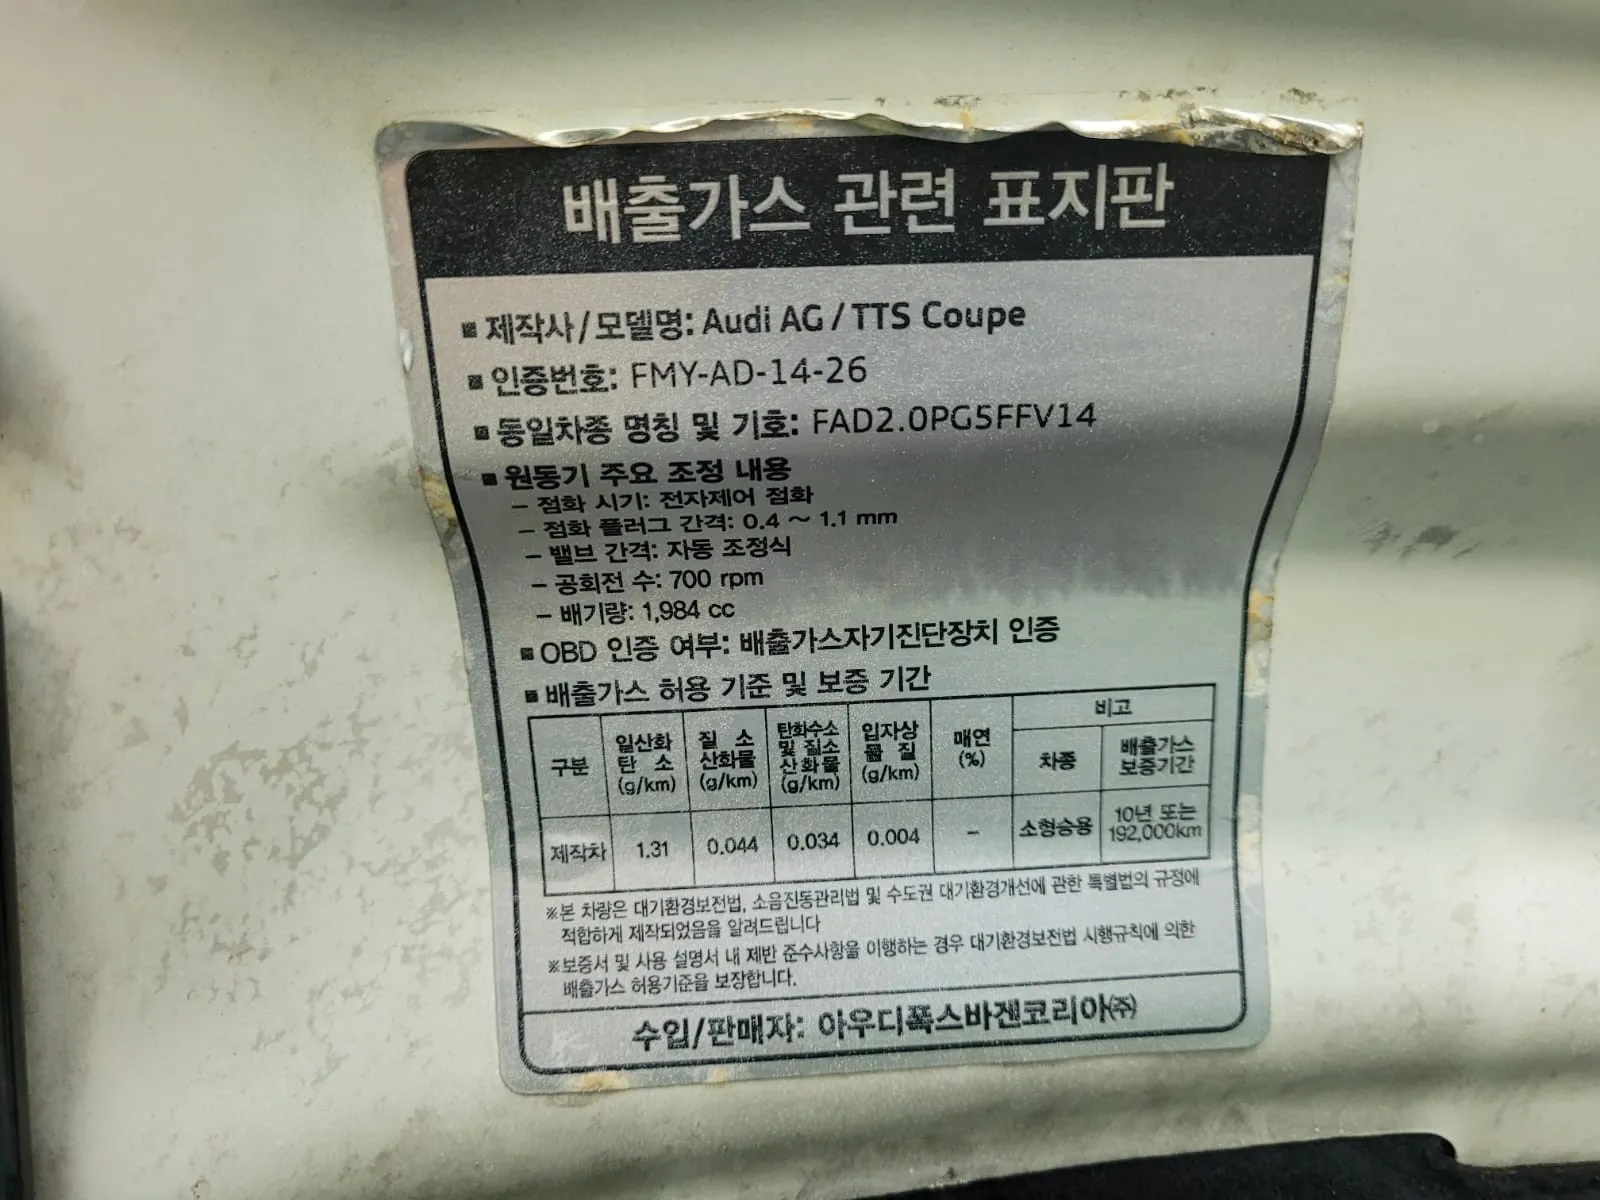 배출가스 관련 표지판
▪ 제작사/모델명: Audi AG / TTS Coupe
▪ 인증번호: FMY-AD-14-26
▪ 동일차종 명칭 및 기호: FAD2.0PG5FFV14
▪ 원동기 주요 조정 내용
– 점화 시기: 전자제어 점화
– 점화 플러그 간격: 0.4 ~ 1.1 mm
– 밸브 간격: 자동 조정식
– 공회전 수: 700 rpm
– 배기량: 1,984 cc
▪ OBD 인증 여부: 배출가스자기진단장치 인증
▪ 배출가스 허용 기준 및 보증 기간
구분 일산화탄소 (g/km) 질소산화물 (g/km) 탄화수소 및 질소산화물 (g/km) 입자상물질 (g/km) 매연 (%) 비고
차종 배출가스 보증기간
제작차 1.31 0.044 0.034 0.004 – 소형승용 10년 또는 192,000km
※본 차량은 대기환경보전법, 소음진동관리법 및 수도권 대기환경개선에 관한 특별법의 규정에
적합하게 제작되었음을 알려드립니다
※보증서 및 사용 설명서 내 제반 준수사항을 이행하는 경우 대기환경보전법 시행규칙에 의한
배출가스 허용기준을 보장합니다.
수입/판매자: 아우디폭스바겐코리아㈜